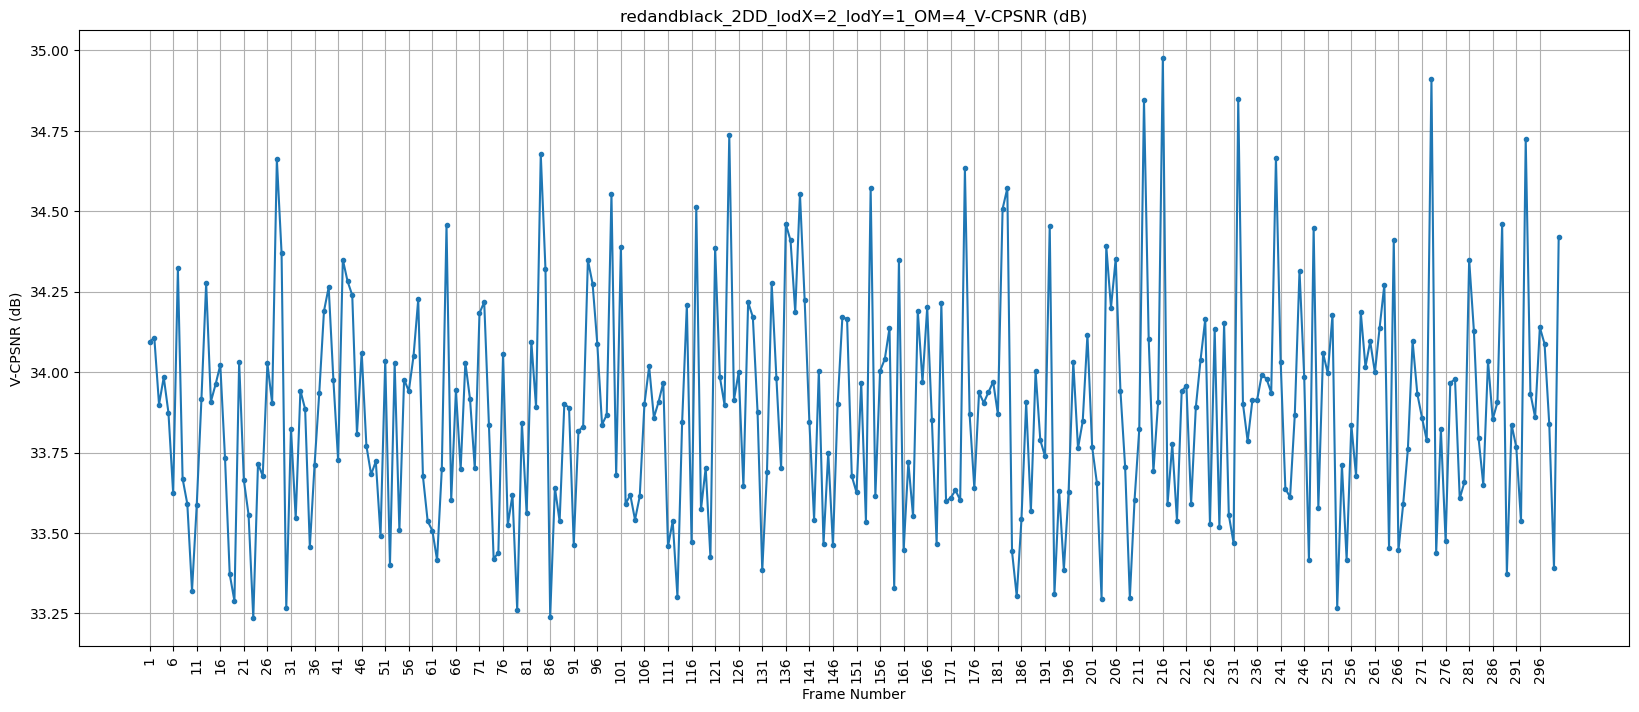 redandblack_2DD_lodX=2_lodY=1_OM=4_V-CPSNR (dB)
V-CPSNR (dB)
35.00
34.75
34.50
34.25
34.00
33.75
33.50
33.25
1 6 11 16 21 26 31 36 41 46 51 56 61 66 71 76 81 86 91 96 101 106 111 116 121 126 131 136 141 146 151 156 161 166 171 176 181 186 191 196 201 206 211 216 221 226 231 236 241 246 251 256 261 266 271 276 281 286 291 296
Frame Number